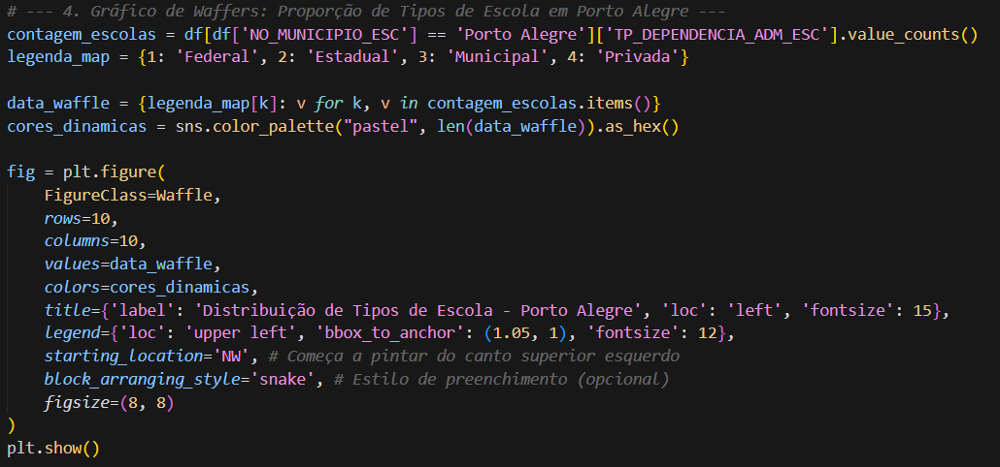 # --- 4. Gráfico de Waffers: Proporção de Tipos de Escola em Porto Alegre ---
contagem_escolas = df[df['NO_MUNICIPIO_ESC'] == 'Porto Alegre']['TP_DEPENDENCIA_ADM_ESC'].value_counts()
legenda_map = {1: 'Federal', 2: 'Estadual', 3: 'Municipal', 4: 'Privada'}

data_waffle = {legenda_map[k]: v for k, v in contagem_escolas.items()}
cores_dinamicas = sns.color_palette("pastel", len(data_waffle)).as_hex()

fig = plt.figure(
    FigureClass=Waffle,
    rows=10,
    columns=10,
    values=data_waffle,
    colors=cores_dinamicas,
    title={'label': 'Distribuição de Tipos de Escola - Porto Alegre', 'loc': 'left', 'fontsize': 15},
    legend={'loc': 'upper left', 'bbox_to_anchor': (1.05, 1), 'fontsize': 12},
    starting_location='NW', # Começa a pintar do canto superior esquerdo
    block_arranging_style='snake', # Estilo de preenchimento (opcional)
    figsize=(8, 8)
)
plt.show()